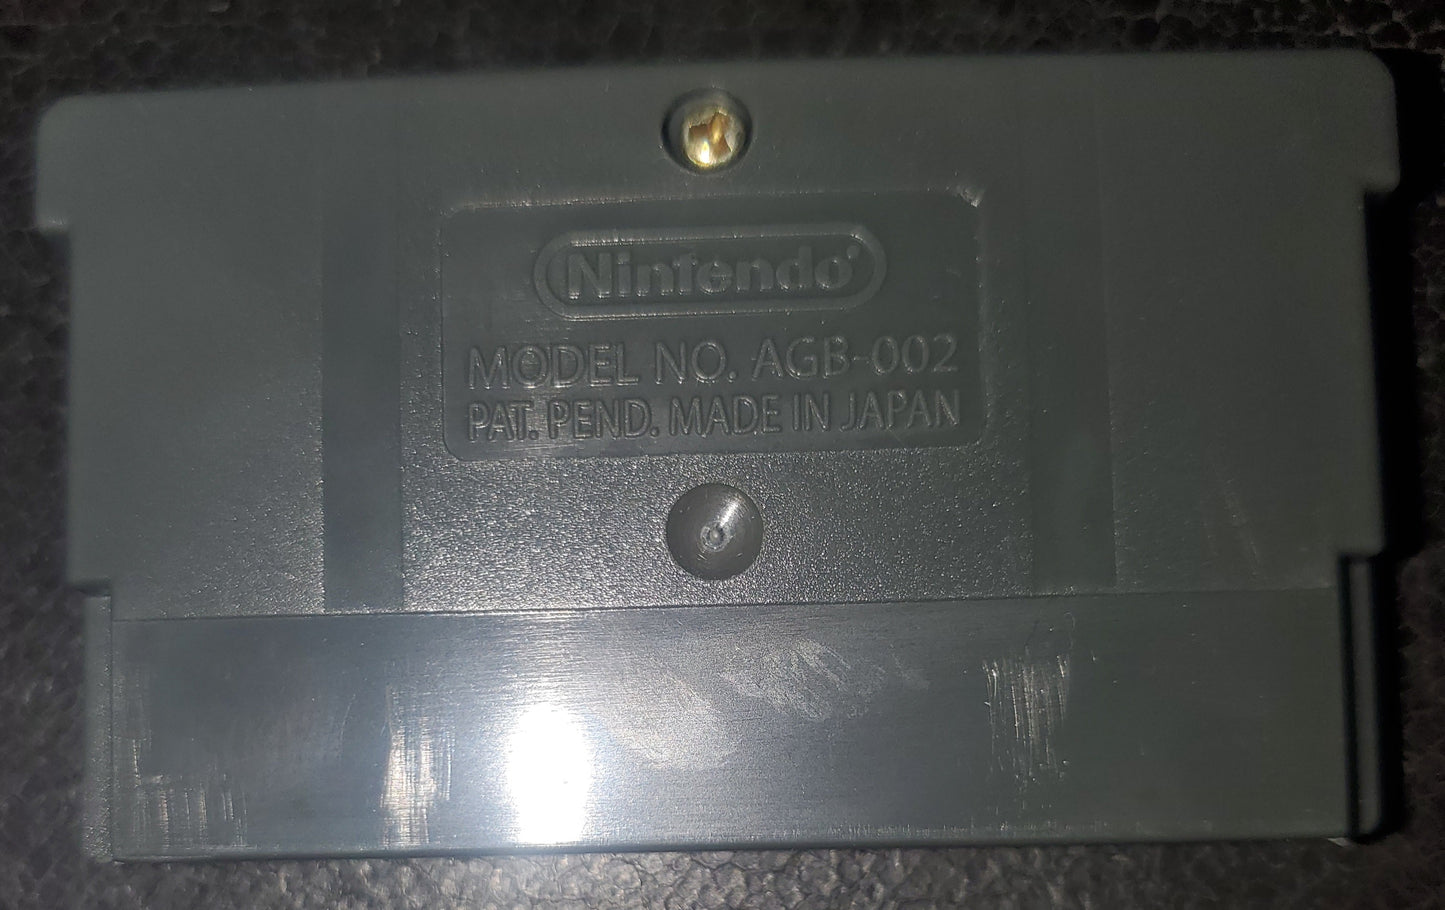 Nintendo®
MODEL NO. AGB-002
PAT. PEND. MADE IN JAPAN